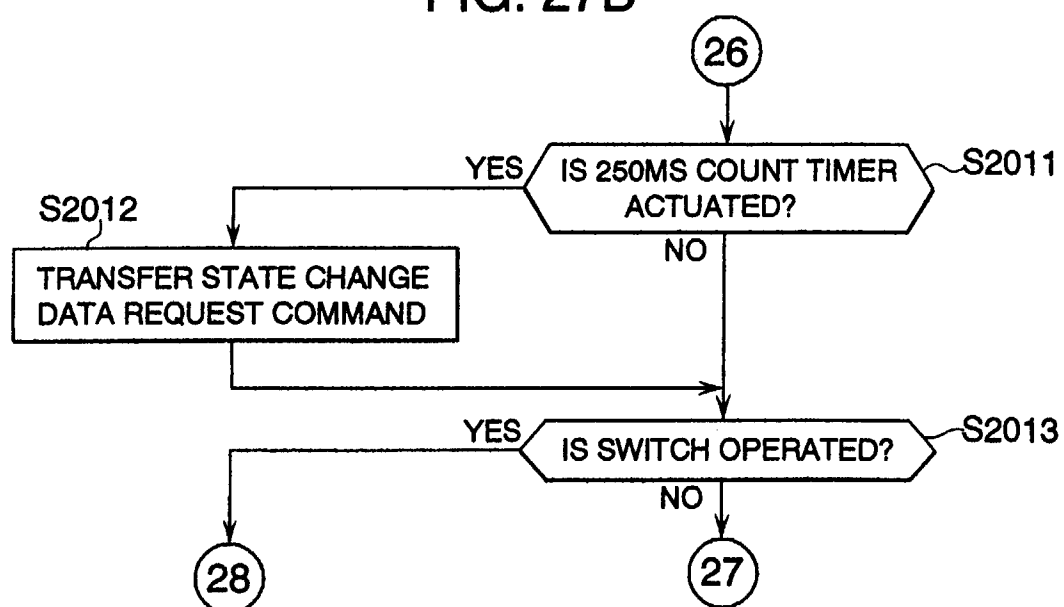 FIG. 27B
26
YES
IS 250MS COUNT TIMER
ACTUATED?
S2011
S2012
NO
TRANSFER STATE CHANGE
DATA REQUEST COMMAND
YES
IS SWITCH OPERATED?
S2013
NO
28
27